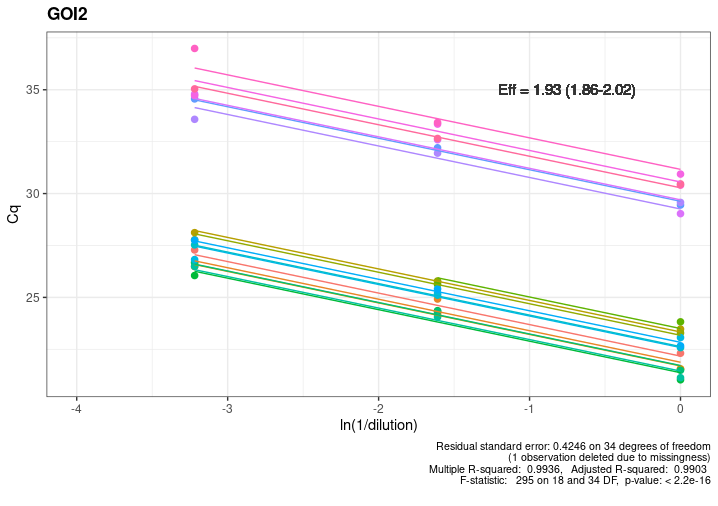 GOI2
Eff = 1.93 (1.86-2.02)
Cq
35
30
25
-4 -3 -2 -1 0
ln(1/dilution)
Residual standard error: 0.4246 on 34 degrees of freedom
(1 observation deleted due to missingness)
Multiple R-squared:  0.9936,   Adjusted R-squared:  0.9903
F-statistic:   295 on 18 and 34 DF,  p-value: < 2.2e-16